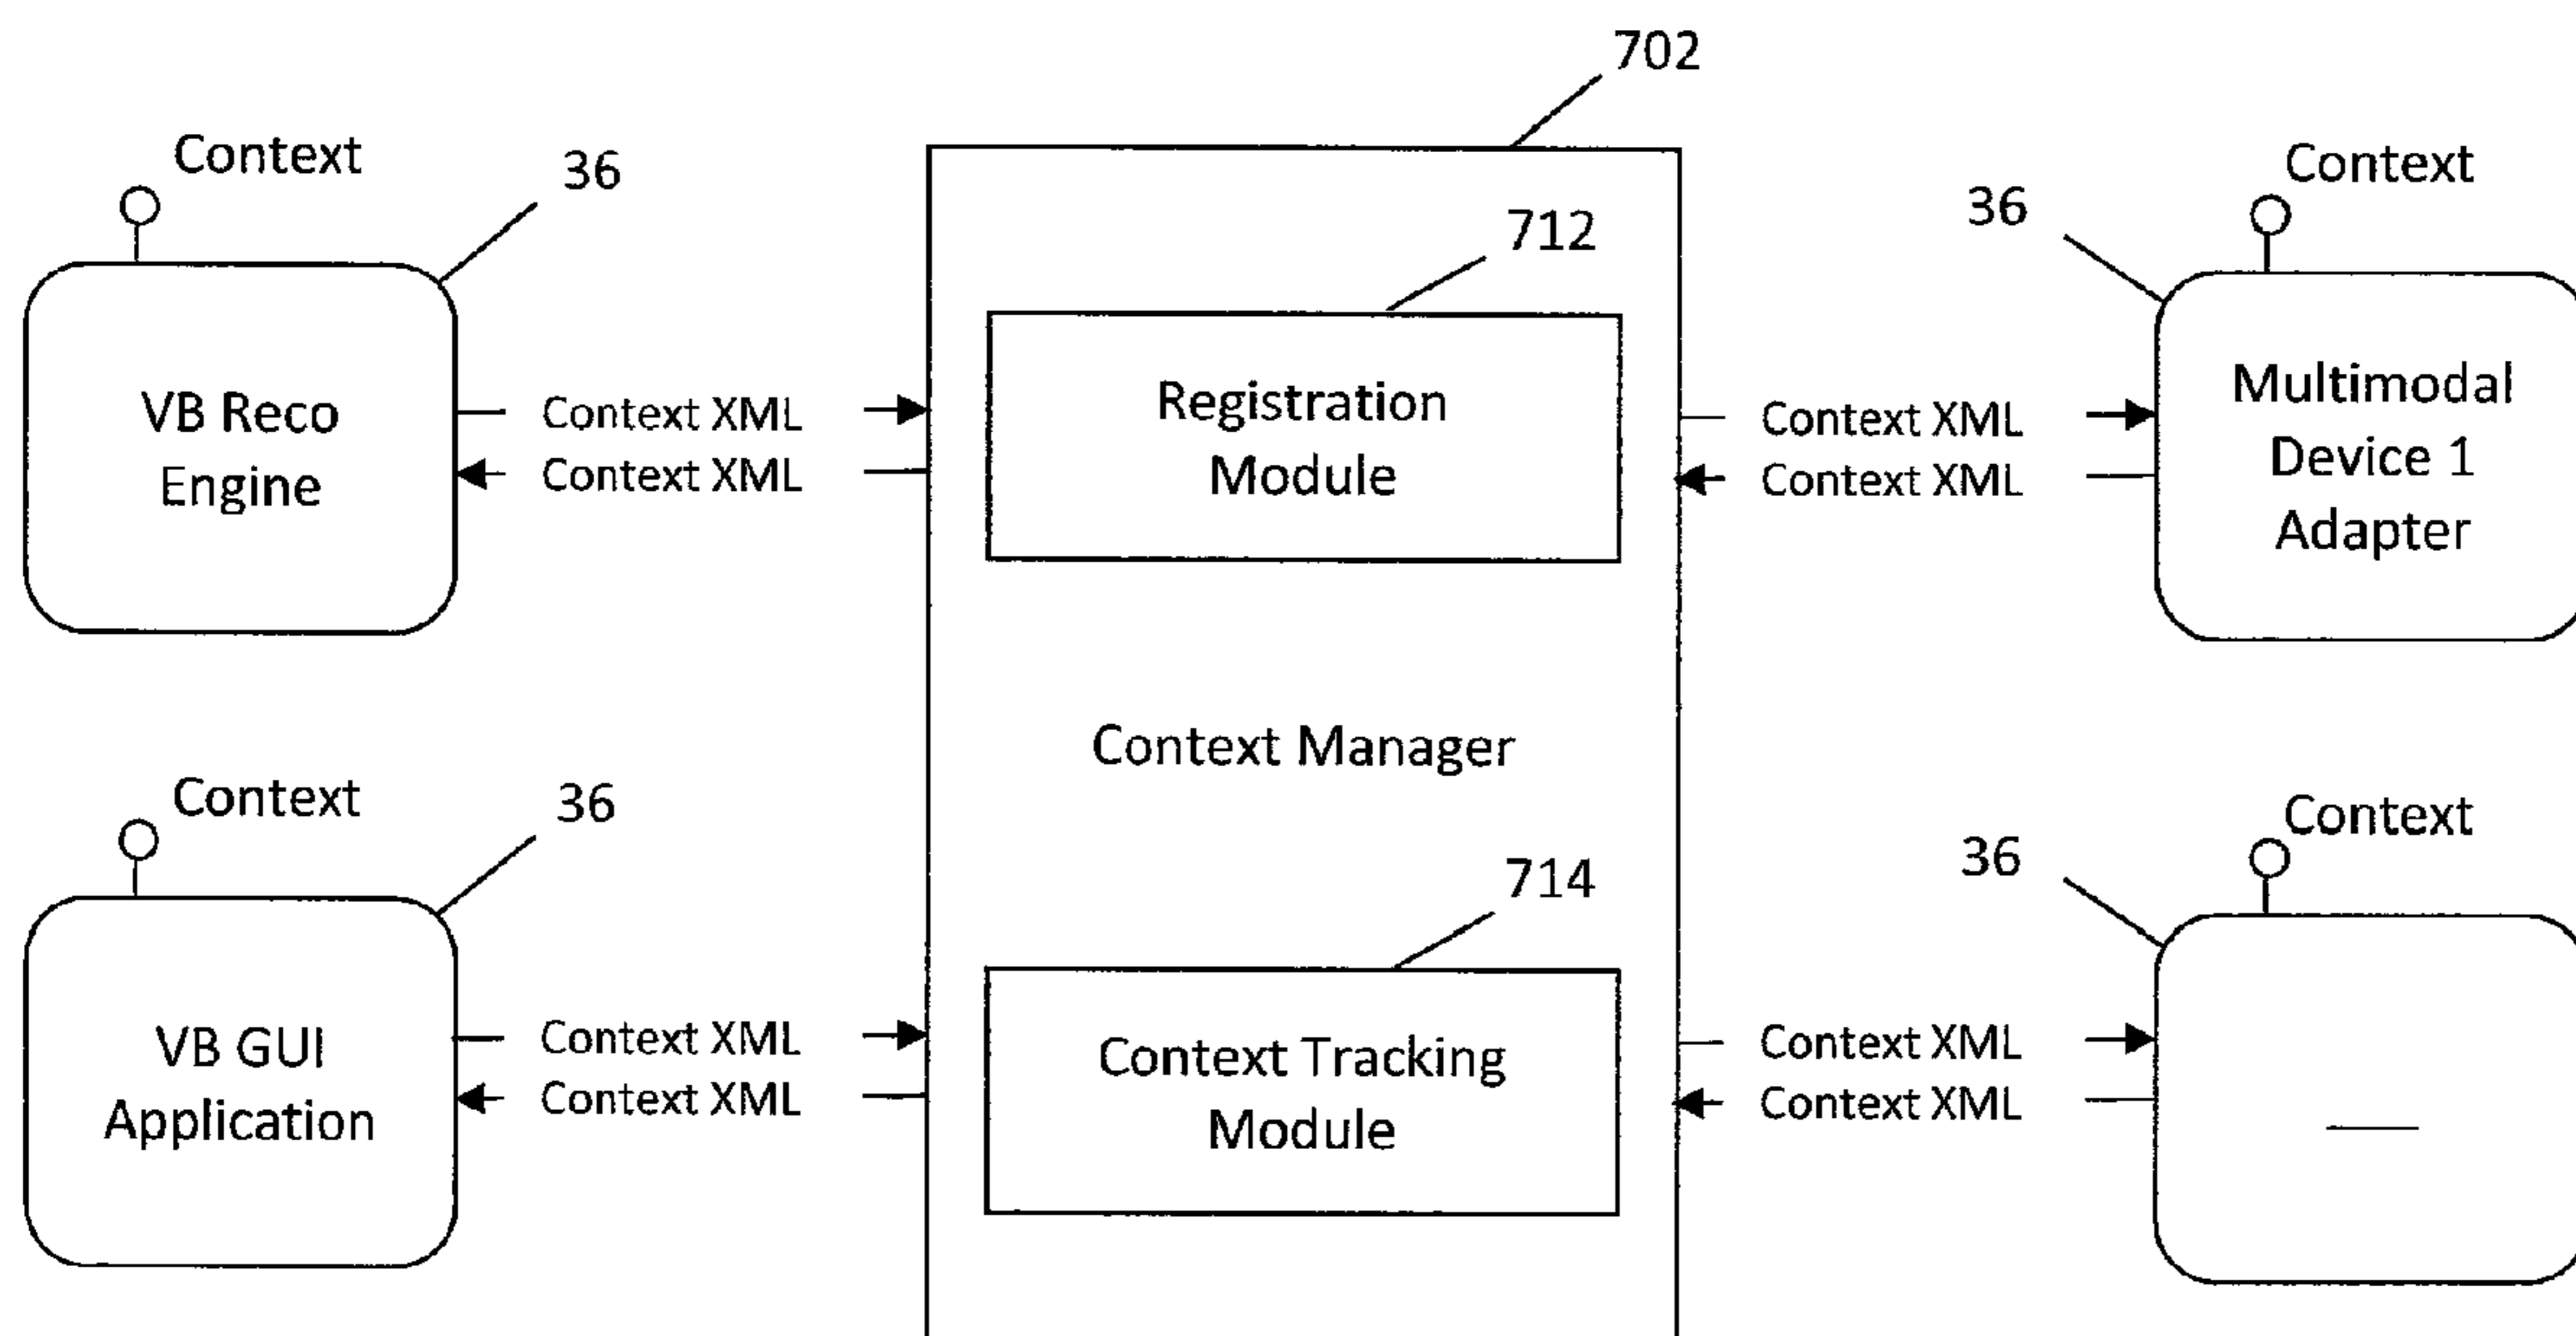 702
Context
36
Context
36
712
VB Reco
Engine
Context XML
Context XML
Registration
Module
Context XML
Context XML
Multimodal
Device 1
Adapter
Context Manager
Context
36
Context
36
714
VB GUI
Application
Context XML
Context XML
Context Tracking
Module
Context XML
Context XML